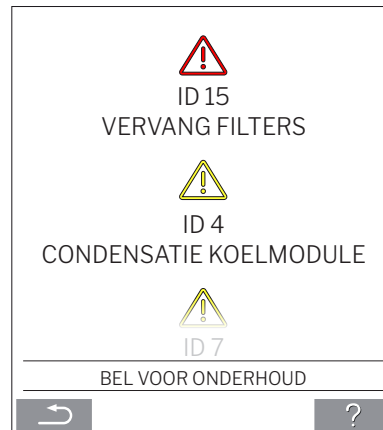 ID 15
VERVANG FILTERS
ID 4
CONDENSATIE KOELMODULE
ID 7
BEL VOOR ONDERHOUD
?